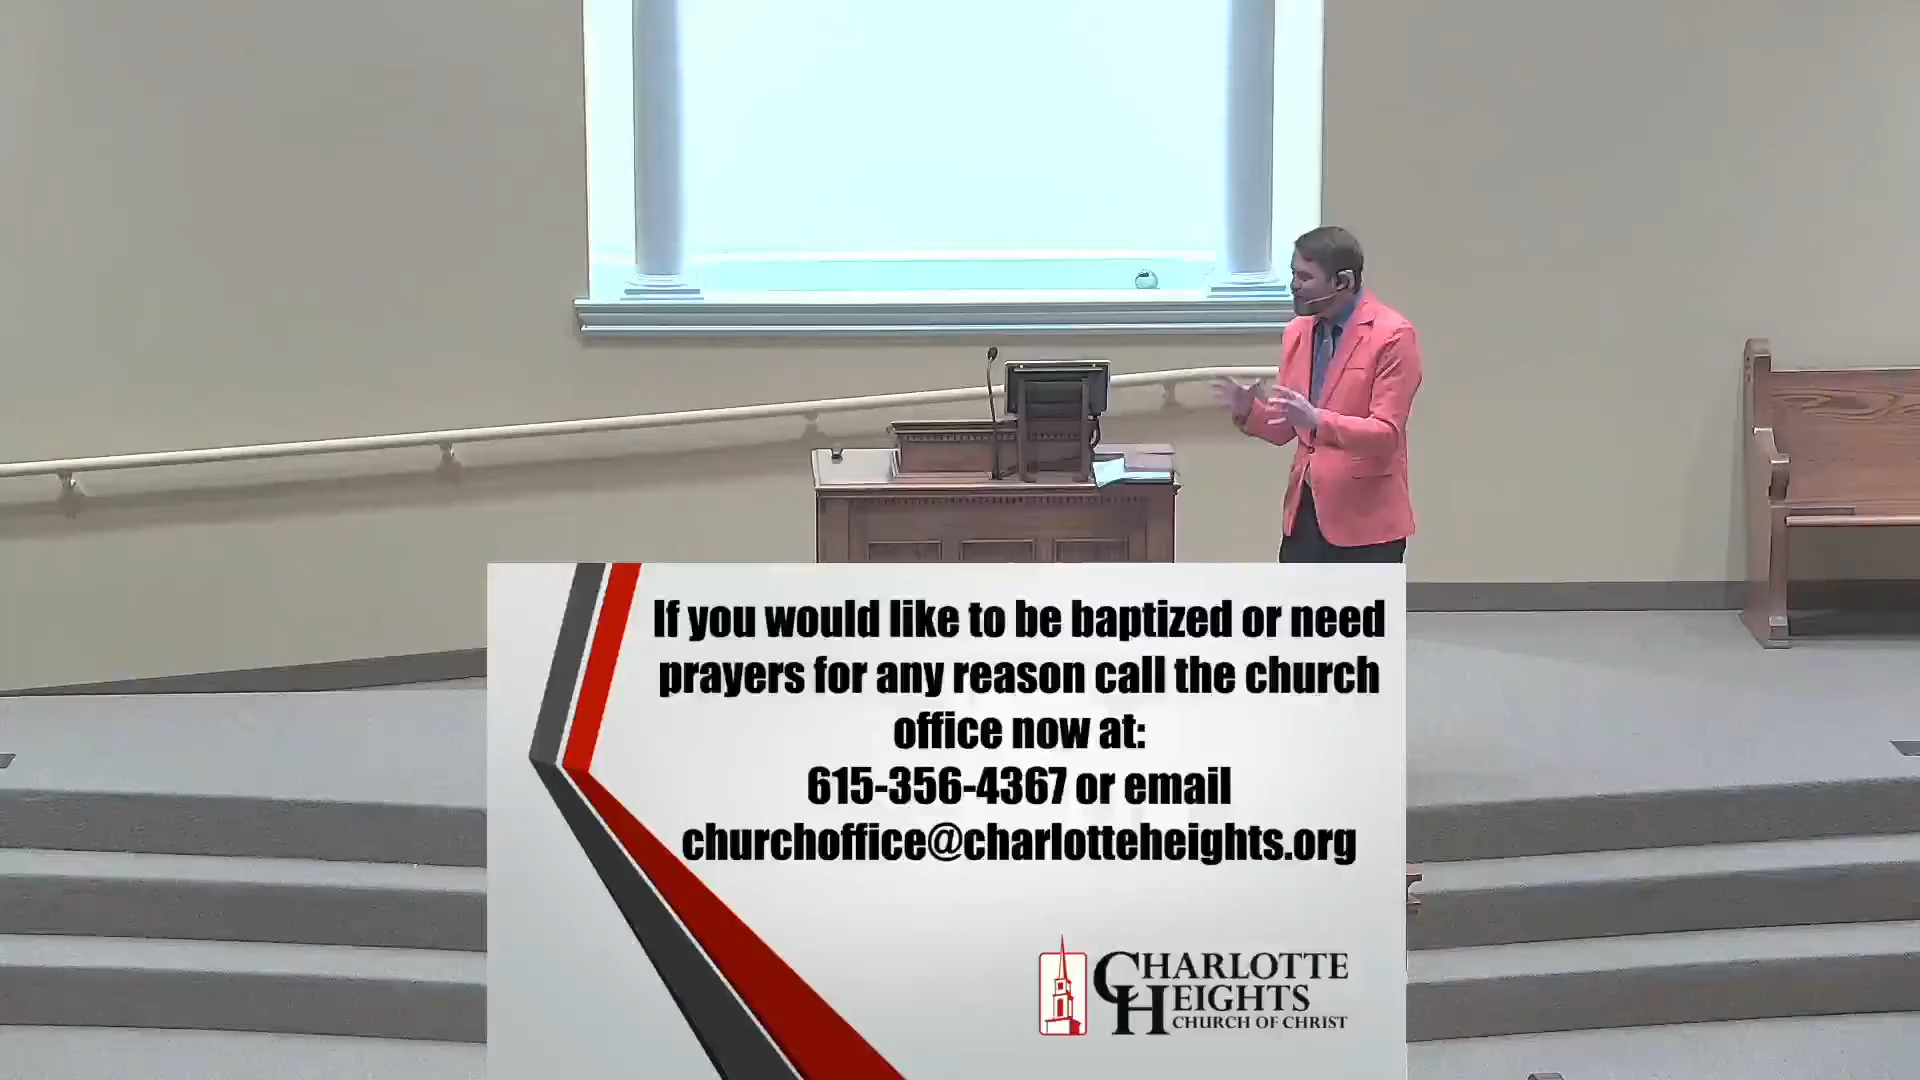 If you would like to be baptized or need
prayers for any reason call the church
office now at:
615-356-4367 or email
churchoffice@charlotteheights.org
CHARLOTTE
HEIGHTS
CHURCH OF CHRIST